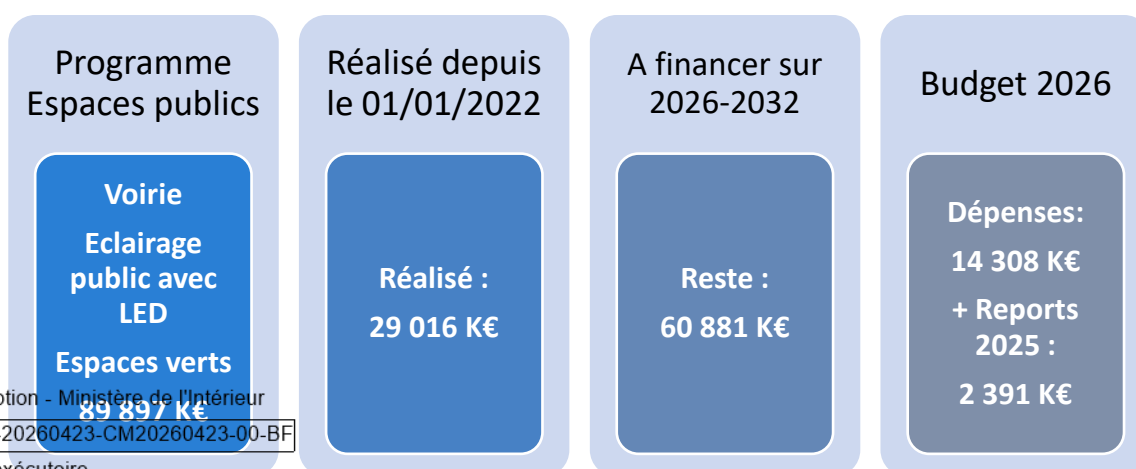 Programme
Espaces publics
Voirie
Eclairage
public avec
LED
Espaces verts
89 897 K€
Réalisé depuis
le 01/01/2022
Réalisé :
29 016 K€
A financer sur
2026-2032
Reste :
60 881 K€
Budget 2026
Dépenses:
14 308 K€
+ Reports
2025 :
2 391 K€
- Ministère de l'Intérieur
20260423-CM20260423-00-BF